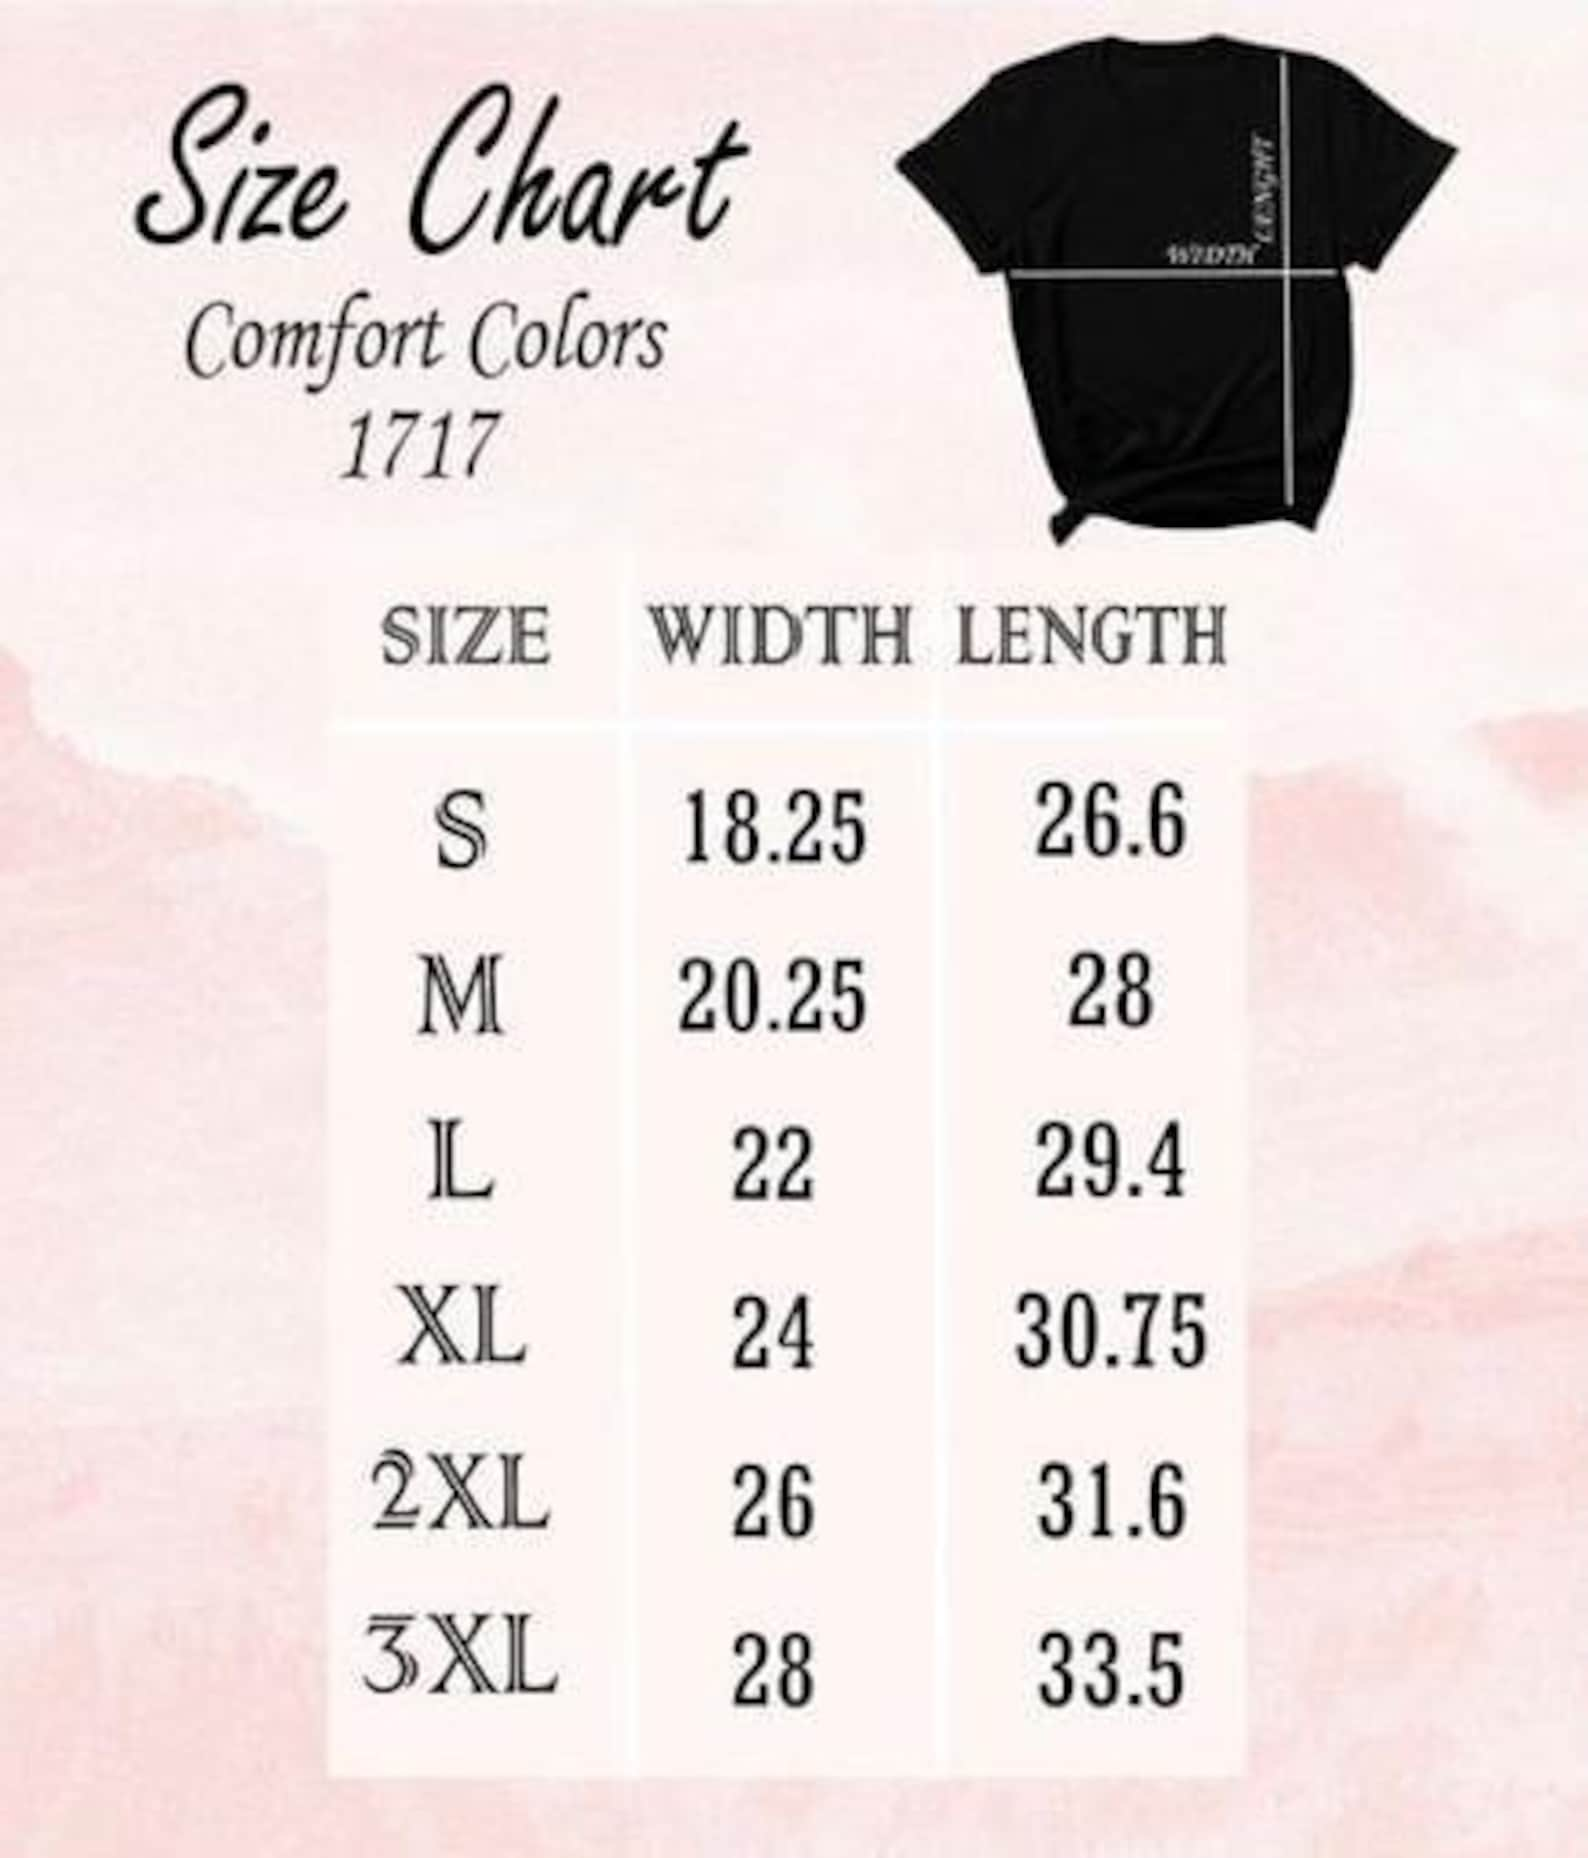 Size Chart
Comfort Colors
1717
LENGHT
WIDTH
SIZE WIDTH LENGTH
S 18.25 26.6
M 20.25 28
L 22 29.4
XL 24 30.75
2XL 26 31.6
3XL 28 33.5